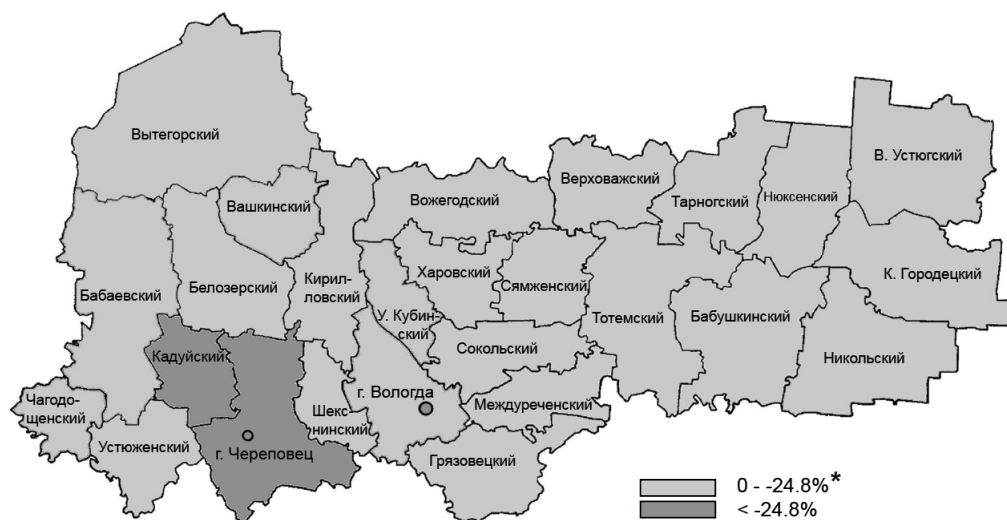 Вытегорский
В. Устюгский
Верховажский
Тарногский
Нюксенский
Вашкинский
Вожегодский
Харовский
К. Городецкий
Бабаевский
Белозерский
Кирил-
ловский
Сямженский
У. Кубин-
ский
Тотемский
Бабушкинский
Кадуйский
Сокольский
Никольский
Чагодо-
щенский
г. Вологда
Шекс
нинский
Междуреченский
Устюженский
г. Череповец
Грязовецкий
0 - -24.8%*
< -24.8%